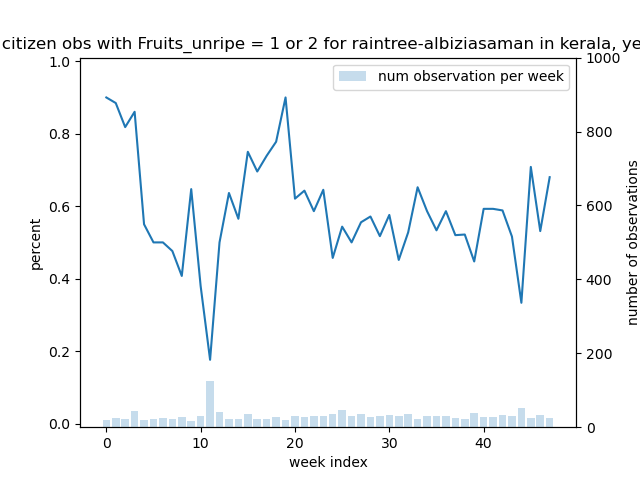 citizen obs with Fruits_unripe = 1 or 2 for raintree-albiziasaman in kerala, ye
num observation per week
percent
1.0
0.8
0.6
0.4
0.2
0.0
1000
800
600
400
200
0
number of observations
0 10 20 30 40
week index